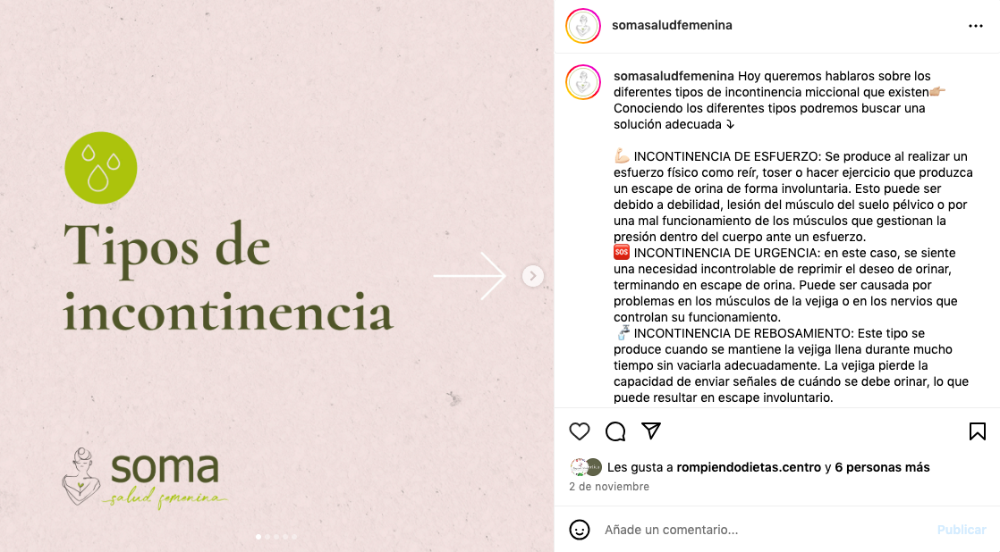 Tipos de
incontinencia
soma
salud femenina
somasaludfemenina
somasaludfemenina Hoy queremos hablaros sobre los
diferentes tipos de incontinencia miccional que existen👉🏼
Conociendo los diferentes tipos podremos buscar una
solución adecuada ⤵
💪🏻 INCONTINENCIA DE ESFUERZO: Se produce al realizar un
esfuerzo físico como reír, toser o hacer ejercicio que produzca
un escape de orina de forma involuntaria. Esto puede ser
debido a debilidad, lesión del músculo del suelo pélvico o por
una mal funcionamiento de los músculos que gestionan la
presión dentro del cuerpo ante un esfuerzo.
🆘 INCONTINENCIA DE URGENCIA: en este caso, se siente
una necesidad incontrolable de reprimir el deseo de orinar,
terminando en escape de orina. Puede ser causada por
problemas en los músculos de la vejiga o en los nervios que
controlan su funcionamiento.
🚰 INCONTINENCIA DE REBOSAMIENTO: Este tipo se
produce cuando se mantiene la vejiga llena durante mucho
tiempo sin vaciarla adecuadamente. La vejiga pierde la
capacidad de enviar señales de cuándo se debe orinar, lo que
puede resultar en escape involuntario.
Les gusta a rompiendodietas.centro y 6 personas más
2 de noviembre
Añade un comentario...
Publicar